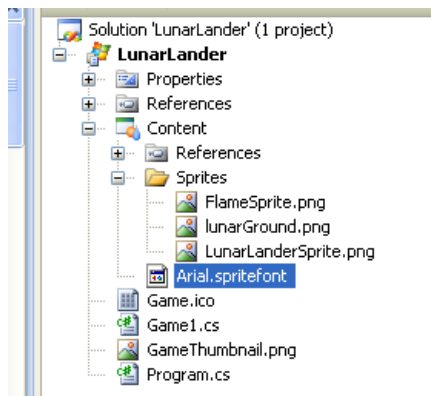 Solution 'LunarLander' (1 project)
LunarLander
Properties
References
Content
References
Sprites
FlameSprite.png
lunarGround.png
LunarLanderSprite.png
Arial.spritefont
Game.ico
Game1.cs
GameThumbnail.png
Program.cs